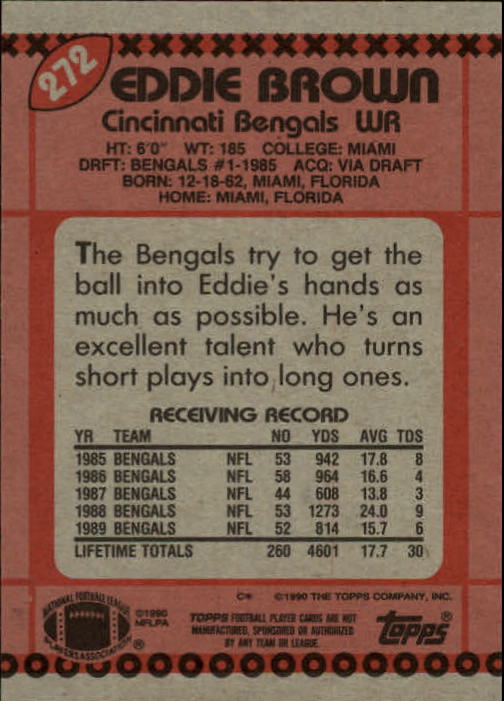 272
EDDIE BROWN
Cincinnati Bengals WR
HT: 6'0" WT: 185 COLLEGE: MIAMI
DRFT: BENGALS #1-1985 ACQ: VIA DRAFT
BORN: 12-18-62, MIAMI, FLORIDA
HOME: MIAMI, FLORIDA
The Bengals try to get the
ball into Eddie's hands as
much as possible. He's an
excellent talent who turns
short plays into long ones.
RECEIVING RECORD
YR TEAM NO YDS AVG TDS
1985 BENGALS NFL 53 942 17.8 8
1986 BENGALS NFL 58 964 16.6 4
1987 BENGALS NFL 44 608 13.8 3
1988 BENGALS NFL 53 1273 24.0 9
1989 BENGALS NFL 52 814 15.7 6
LIFETIME TOTALS 260 4601 17.7 30
C* ©1990 THE TOPPS COMPANY, INC.
NATIONAL FOOTBALL LEAGUE
PLAYERS ASSOCIATION ®
©1990
NFLPA
TOPPS FOOTBALL PLAYER CARDS ARE NOT
MANUFACTURED, SPONSORED OR AUTHORIZED
BY ANY TEAM OR LEAGUE.
topps®